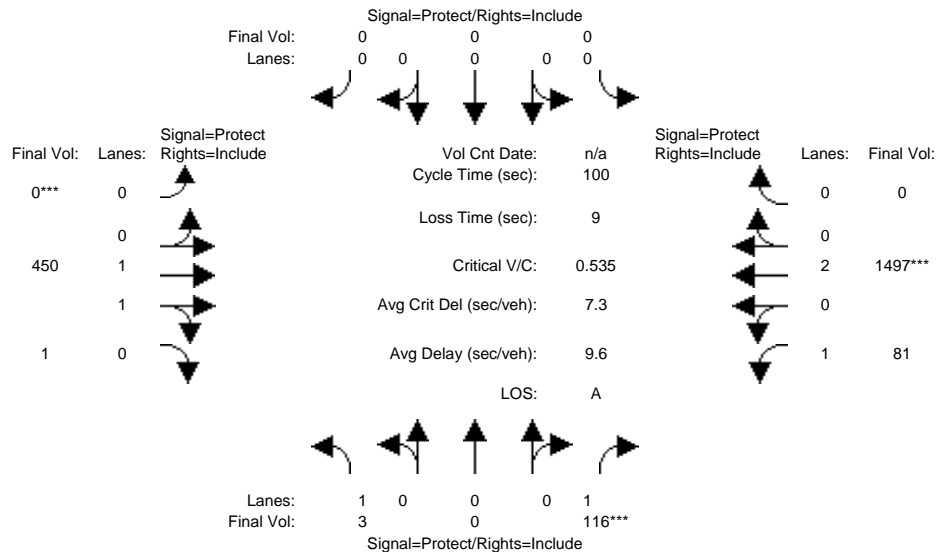 Signal=Protect/Rights=Include
Final Vol: 0 0 0
Lanes: 0 0 0 0 0
Signal=Protect Signal=Protect
Final Vol: Lanes: Rights=Include Vol Cnt Date: n/a Rights=Include Lanes: Final Vol:
Cycle Time (sec): 100
0*** 0 0 0
Loss Time (sec): 9
0 0
450 1 Critical V/C: 0.535 2 1497***
1 Avg Crit Del (sec/veh): 7.3 0
1 0 Avg Delay (sec/veh): 9.6 1 81
LOS: A
Lanes: 1 0 0 0 1
Final Vol: 3 0 116***
Signal=Protect/Rights=Include